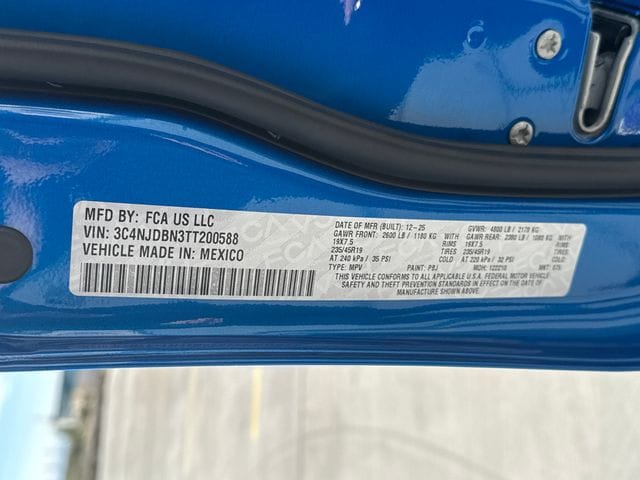 MFD BY: FCA US LLC
VIN: 3C4NJDBN3TT200588
VEHICLE MADE IN: MEXICO
DATE OF MFR (BUILT): 12-25
GVWR: 4800 LB / 2178 KG
GAWR FRONT: 2600 LB / 1180 KG
GAWR REAR: 2380 LB / 1080 KG
19X7.5 RIMS 19X7.5 RIMS
235/45R19 TIRES 235/45R19 TIRES
AT 240 kPa / 35 PSI COLD AT 220 kPa / 32 PSI COLD
TYPE: MPV PAINT: PBJ MDH: MKT:
THIS VEHICLE CONFORMS TO ALL APPLICABLE U.S.A. FEDERAL MOTOR VEHICLE
SAFETY AND THEFT PREVENTION STANDARDS IN EFFECT ON THE DATE OF
MANUFACTURE SHOWN ABOVE.